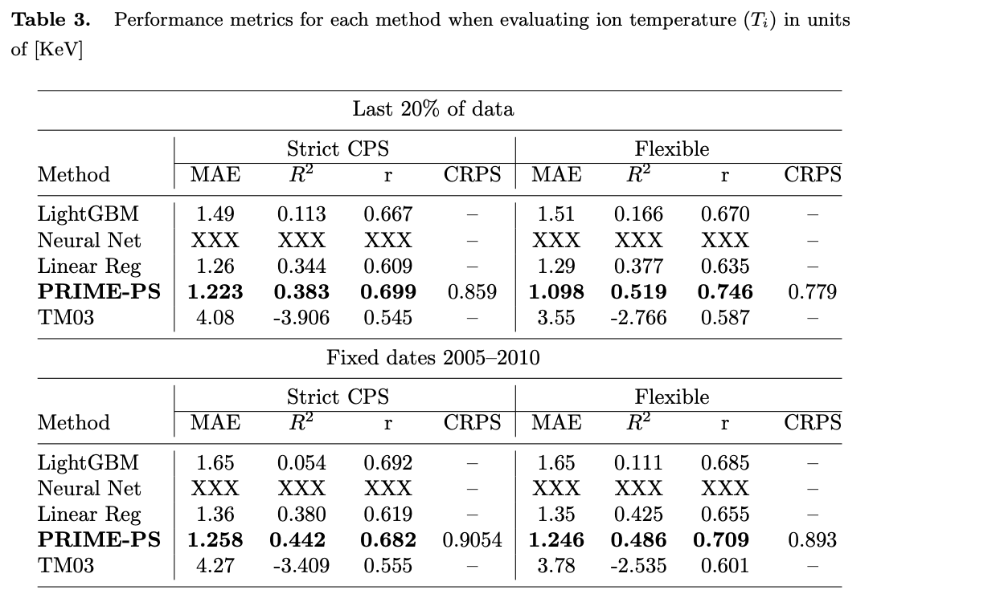 Table 3. Performance metrics for each method when evaluating ion temperature (Ti) in units
of [KeV]
Last 20% of data
Strict CPS Flexible
Method MAE R² r CRPS MAE R² r CRPS
LightGBM 1.49 0.113 0.667 – 1.51 0.166 0.670 –
Neural Net XXX XXX XXX – XXX XXX XXX –
Linear Reg 1.26 0.344 0.609 – 1.29 0.377 0.635 –
PRIME-PS 1.223 0.383 0.699 0.859 1.098 0.519 0.746 0.779
TM03 4.08 -3.906 0.545 – 3.55 -2.766 0.587 –
Fixed dates 2005–2010
Strict CPS Flexible
Method MAE R² r CRPS MAE R² r CRPS
LightGBM 1.65 0.054 0.692 – 1.65 0.111 0.685 –
Neural Net XXX XXX XXX – XXX XXX XXX –
Linear Reg 1.36 0.380 0.619 – 1.35 0.425 0.655 –
PRIME-PS 1.258 0.442 0.682 0.9054 1.246 0.486 0.709 0.893
TM03 4.27 -3.409 0.555 – 3.78 -2.535 0.601 –